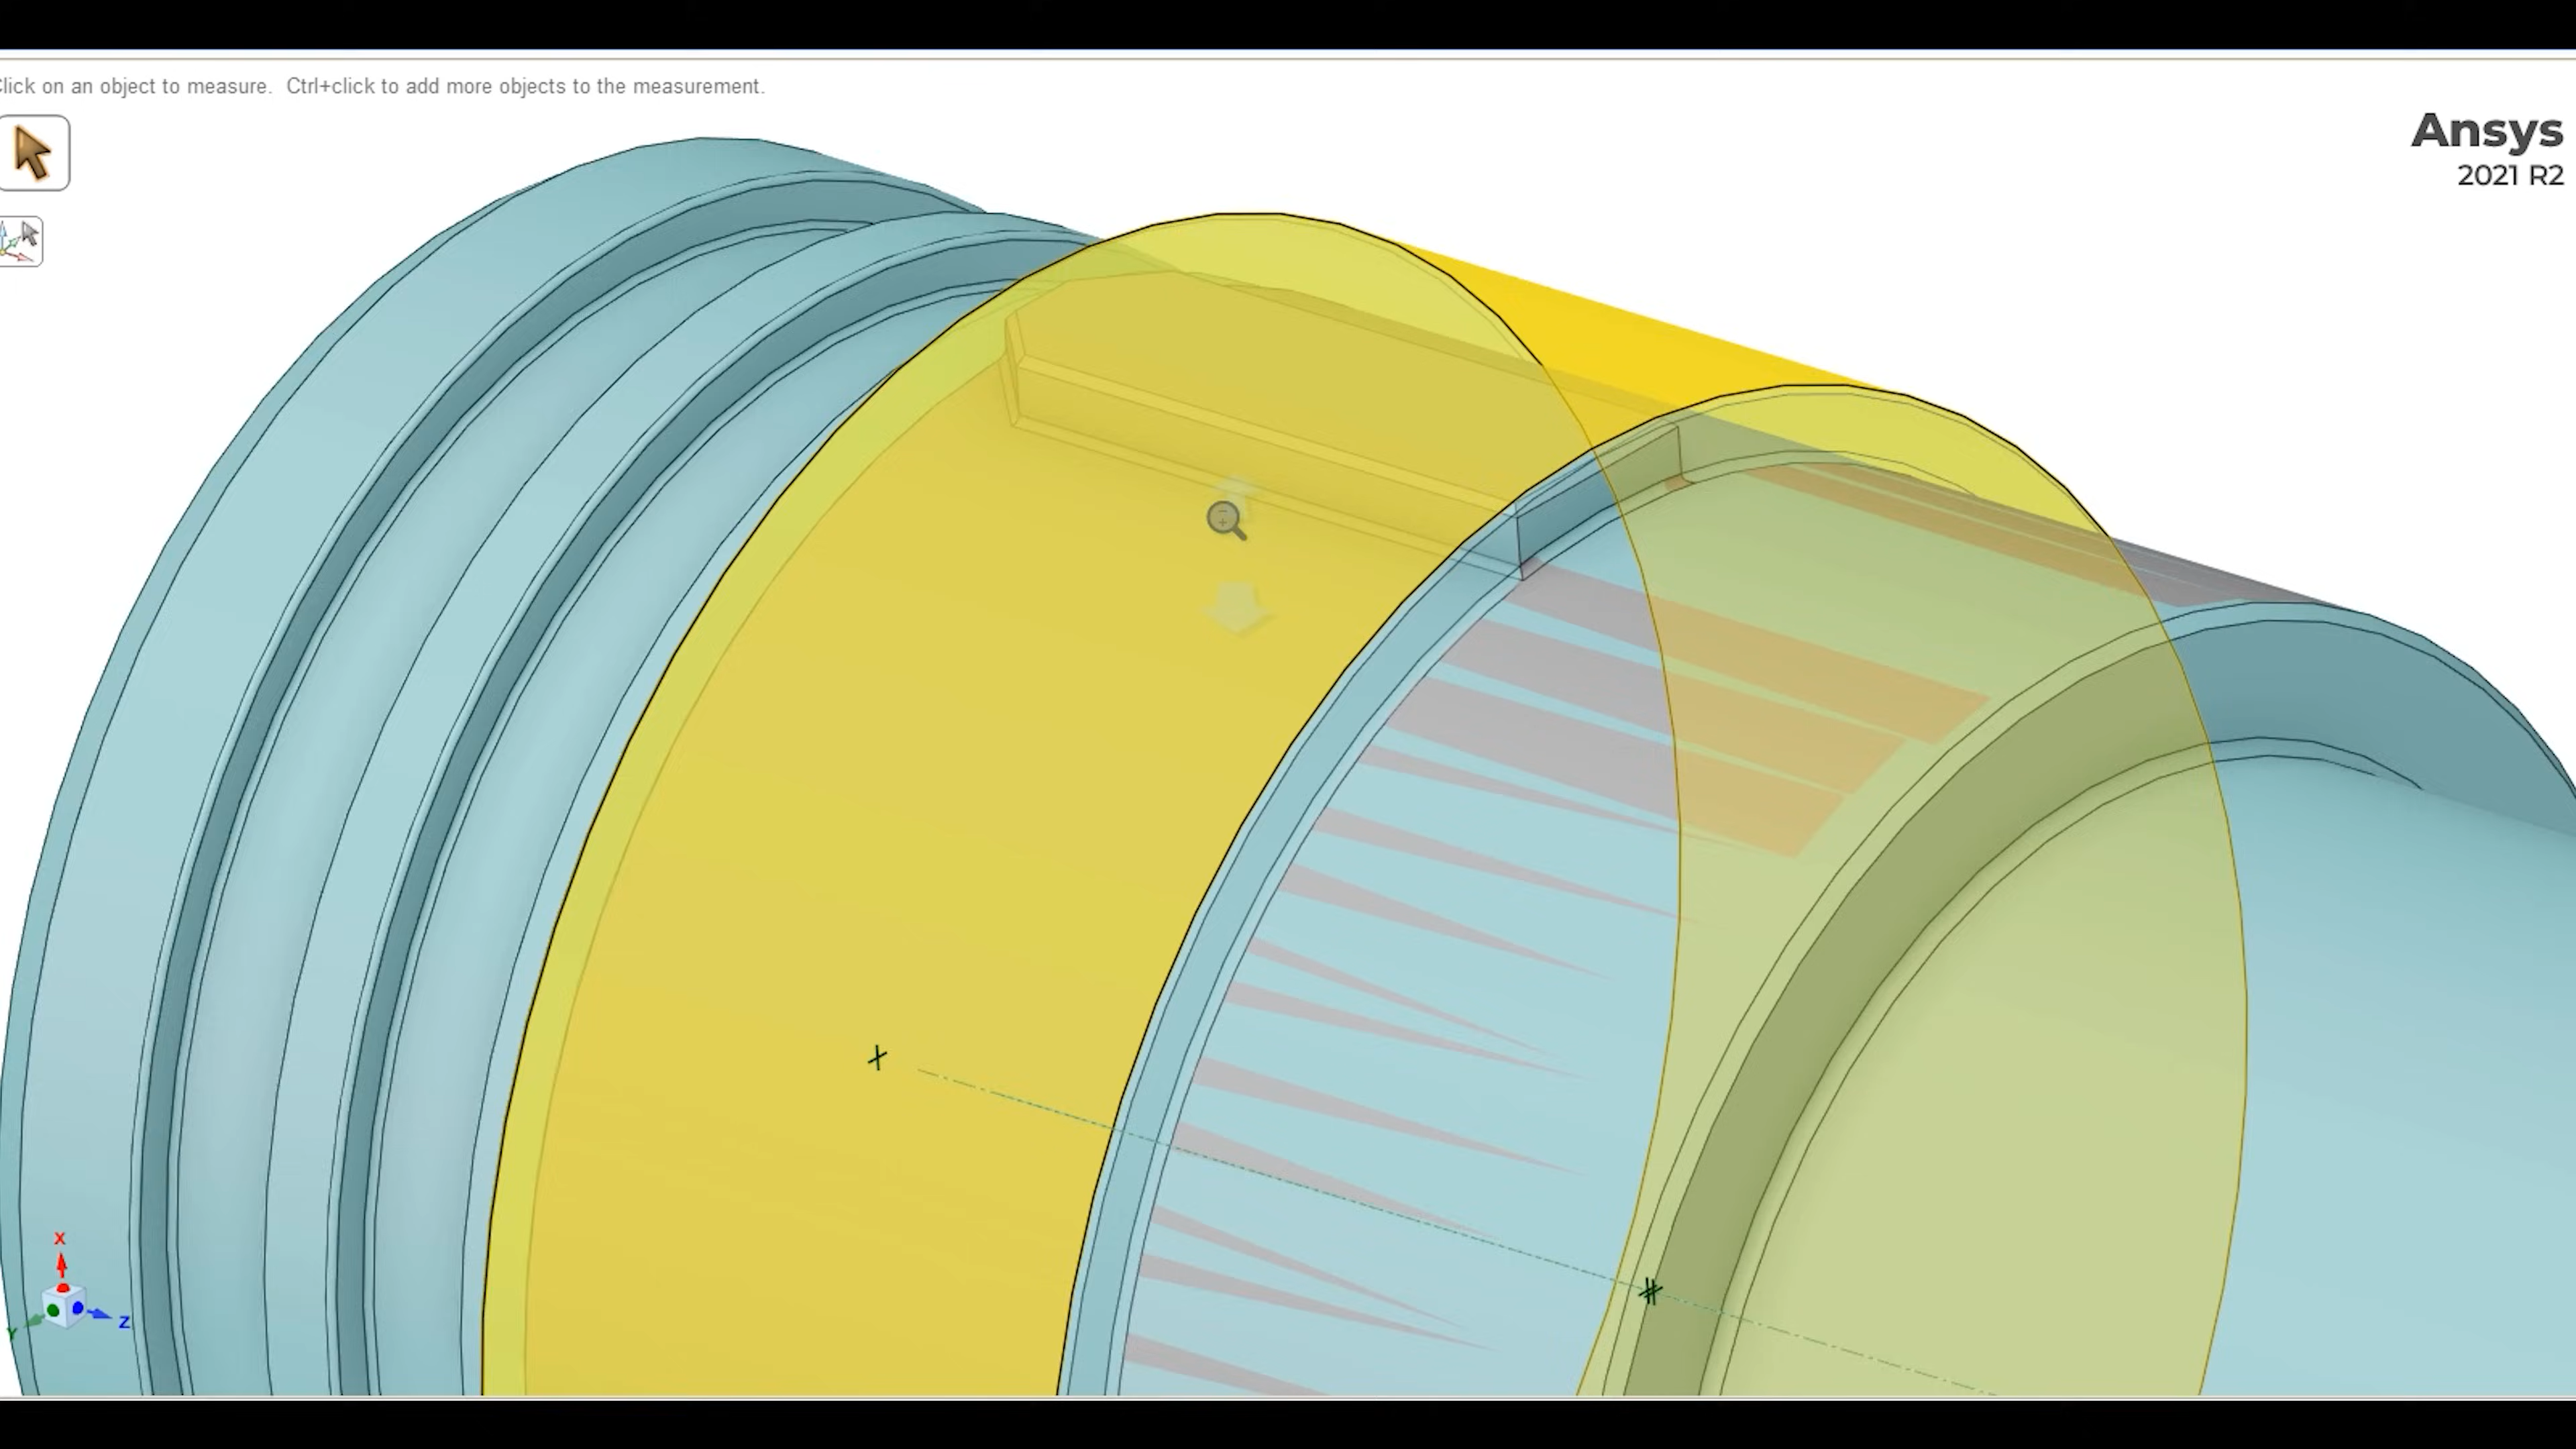 Click on an object to measure.  Ctrl+click to add more objects to the measurement.
Ansys
2021 R2
X
Y
Z